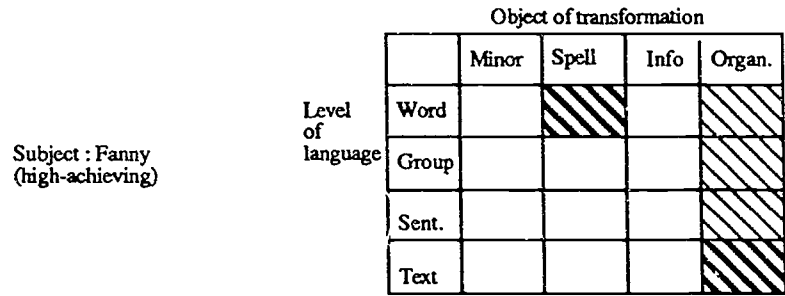 Object of transformation
Minor Spell Info Organ.
Level
of
language
Word
Group
Sent.
Text
Subject : Fanny
(high-achieving)